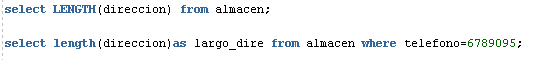 select LENGTH(direccion) from almacen;
select length(direccion)as largo_dire from almacen where telefono=6789095;